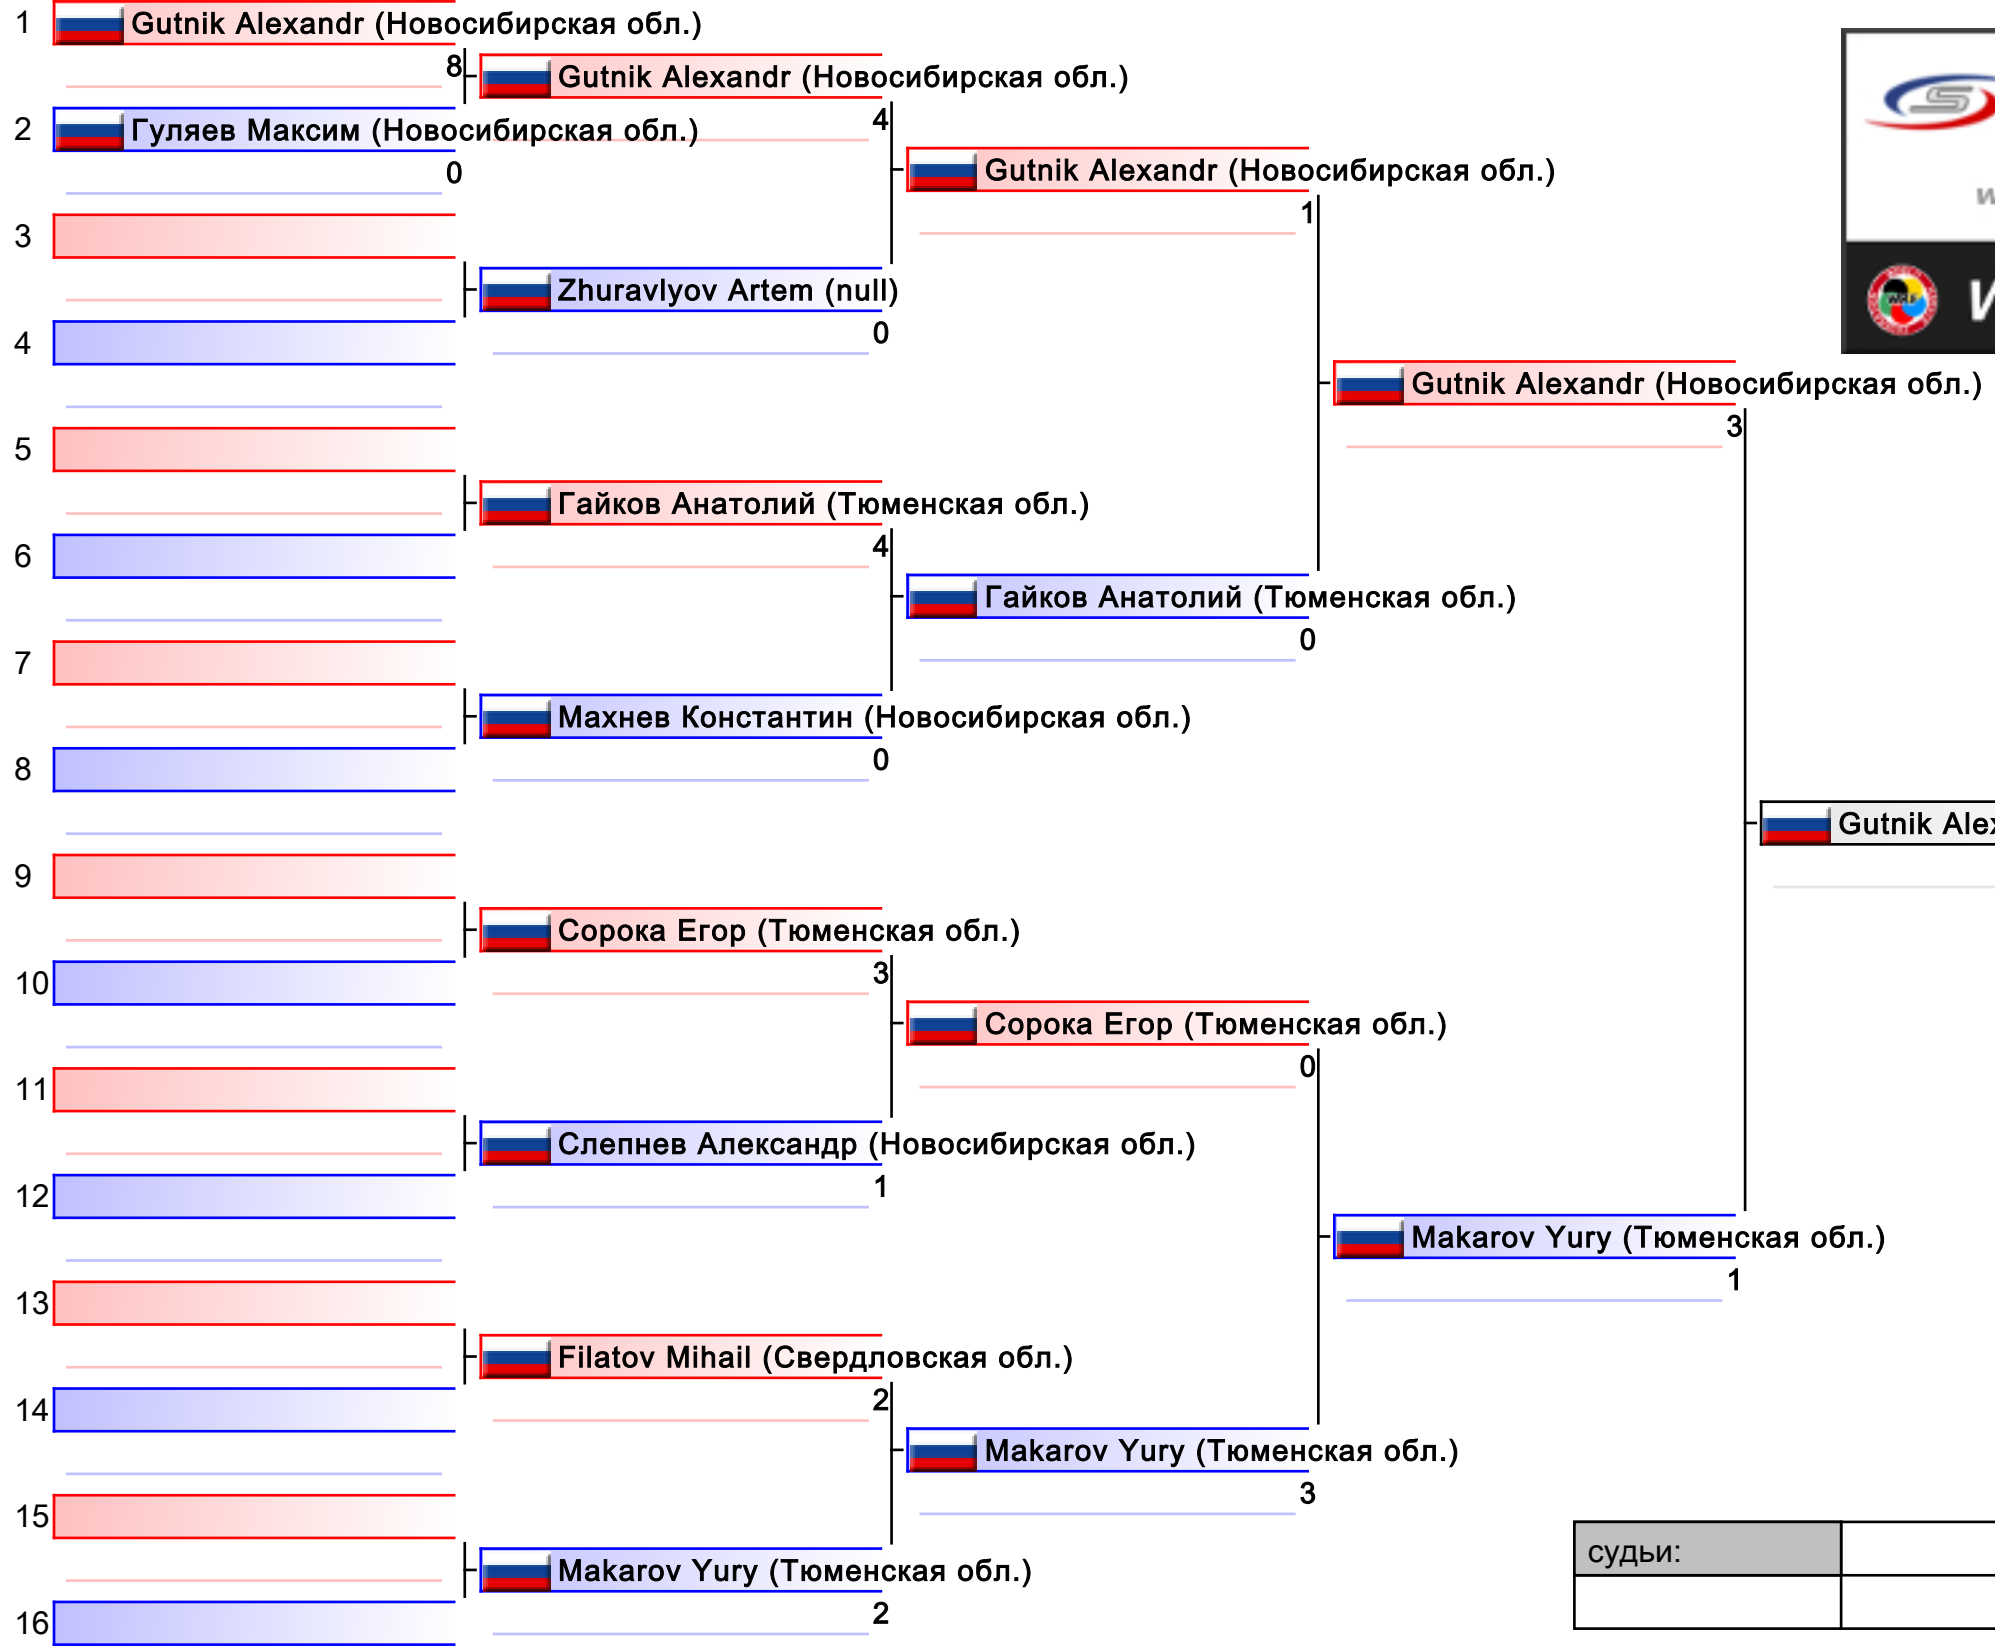 1 Gutnik Alexandr (Новосибирская обл.)
8 Gutnik Alexandr (Новосибирская обл.)
2 Гуляев Максим (Новосибирская обл.)
4
0
Gutnik Alexandr (Новосибирская обл.)
1
3
Zhuravlyov Artem (null)
0
4
Gutnik Alexandr (Новосибирская обл.)
3
5
Гайков Анатолий (Тюменская обл.)
4
6
Гайков Анатолий (Тюменская обл.)
0
7
Махнев Константин (Новосибирская обл.)
0
8
Gutnik Alex
9
Сорока Егор (Тюменская обл.)
3
10
Сорока Егор (Тюменская обл.)
0
11
Слепнев Александр (Новосибирская обл.)
1
12
Makarov Yury (Тюменская обл.)
1
13
Filatov Mihail (Свердловская обл.)
2
14
Makarov Yury (Тюменская обл.)
3
15
судьи:
Makarov Yury (Тюменская обл.)
2
16